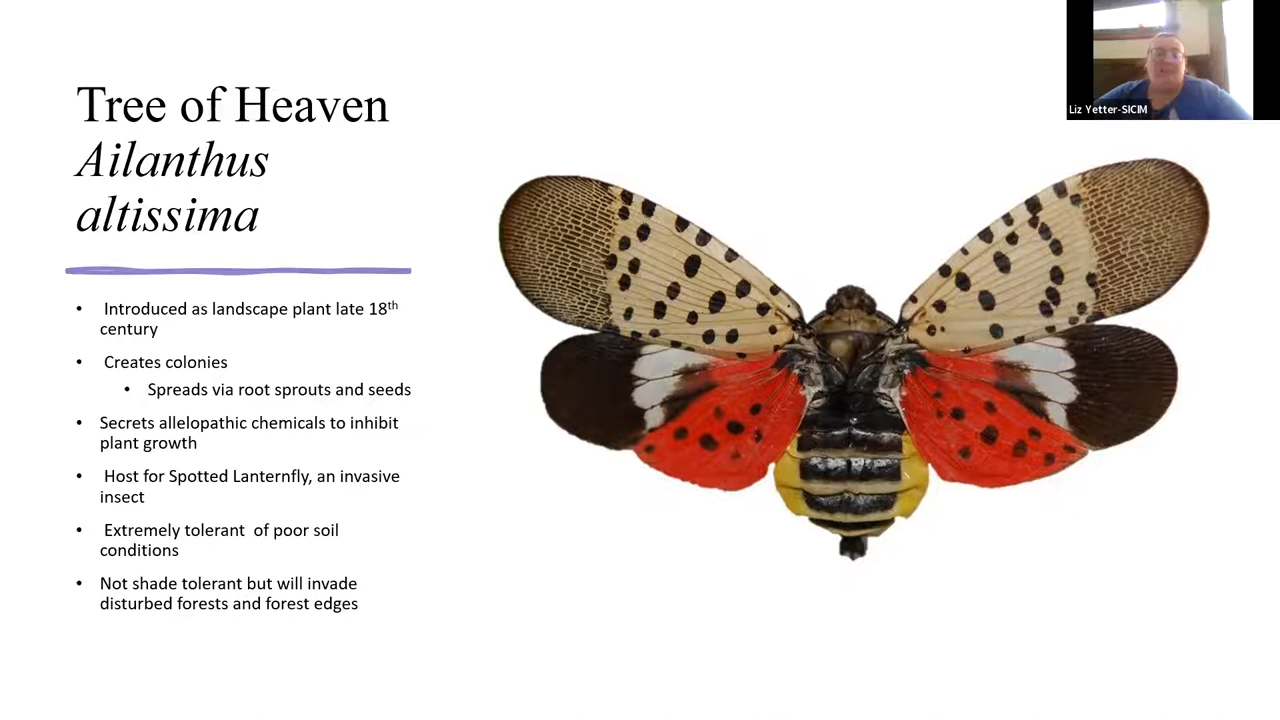 Tree of Heaven
Ailanthus
altissima
• Introduced as landscape plant late 18th
century
• Creates colonies
• Spreads via root sprouts and seeds
• Secrets allelopathic chemicals to inhibit
plant growth
• Host for Spotted Lanternfly, an invasive
insect
• Extremely tolerant  of poor soil
conditions
• Not shade tolerant but will invade
disturbed forests and forest edges
Liz Yetter-SICIM